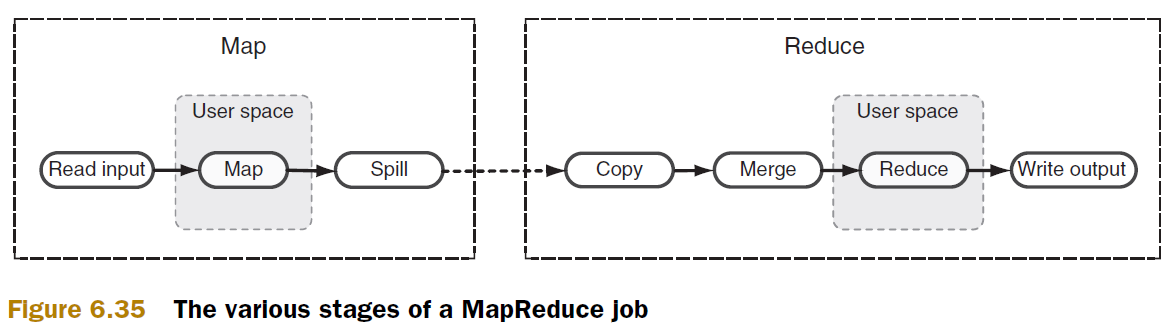 Map
Reduce
User space
User space
Read input
Map
Spill
Copy
Merge
Reduce
Write output
Figure 6.35 The various stages of a MapReduce job